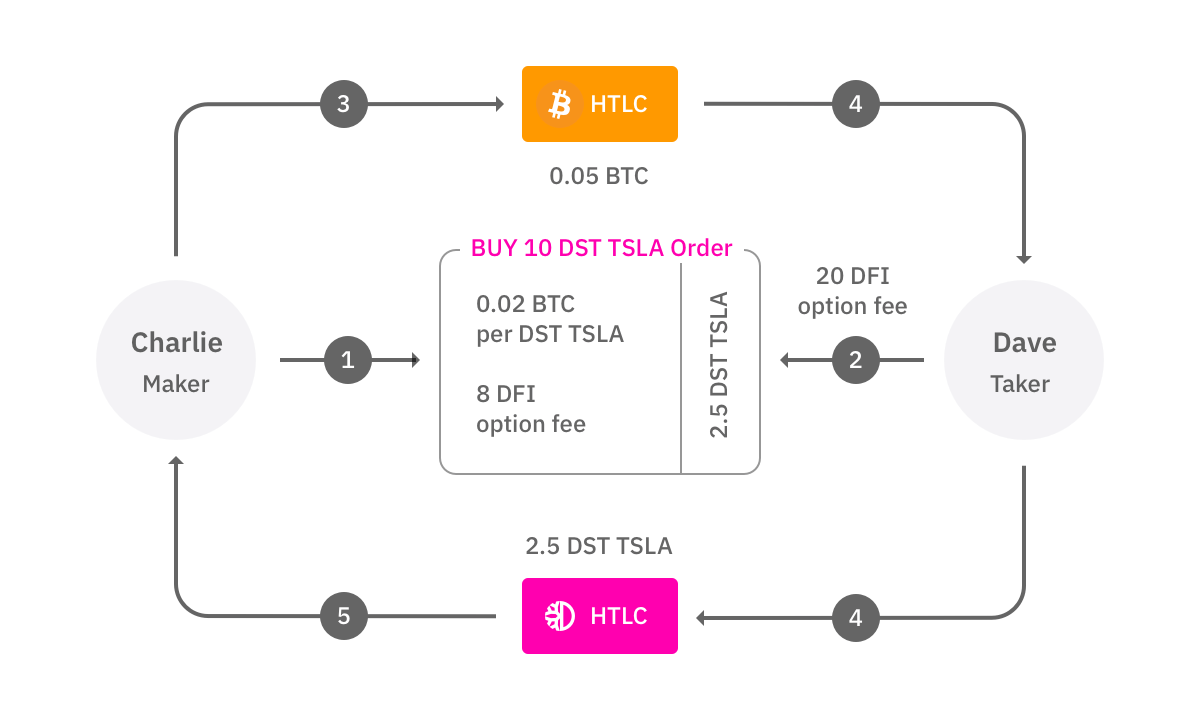 3
HTLC
4
0.05 BTC
BUY 10 DST TSLA Order
Charlie
Maker
1
0.02 BTC
per DST TSLA
8 DFI
option fee
2.5 DST TSLA
20 DFI
option fee
2
Dave
Taker
2.5 DST TSLA
5
HTLC
4